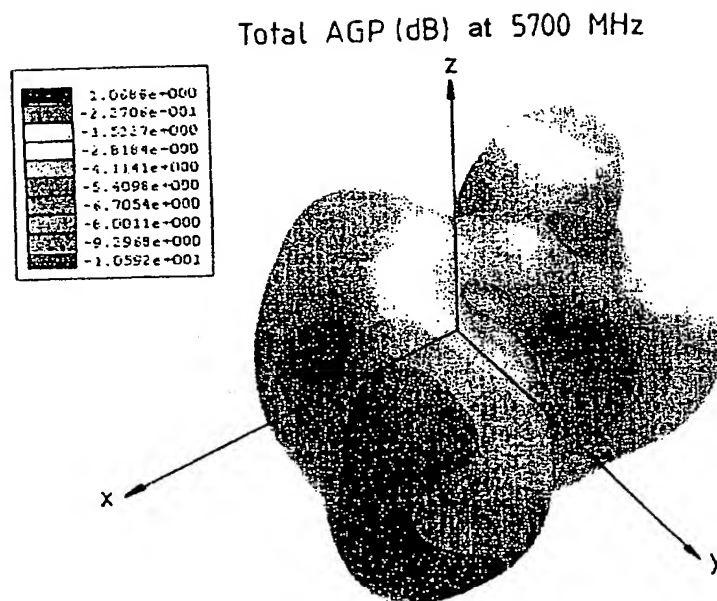 Total AGP (dB) at 5700 MHz
z
1.0686e+000
-2.2706e-001
-1.5227e-000
-2.8184e-000
-4.1141e+000
-5.4098e+000
-6.7054e+000
-8.0011e+000
-9.2968e+000
-1.0592e+001
x
y